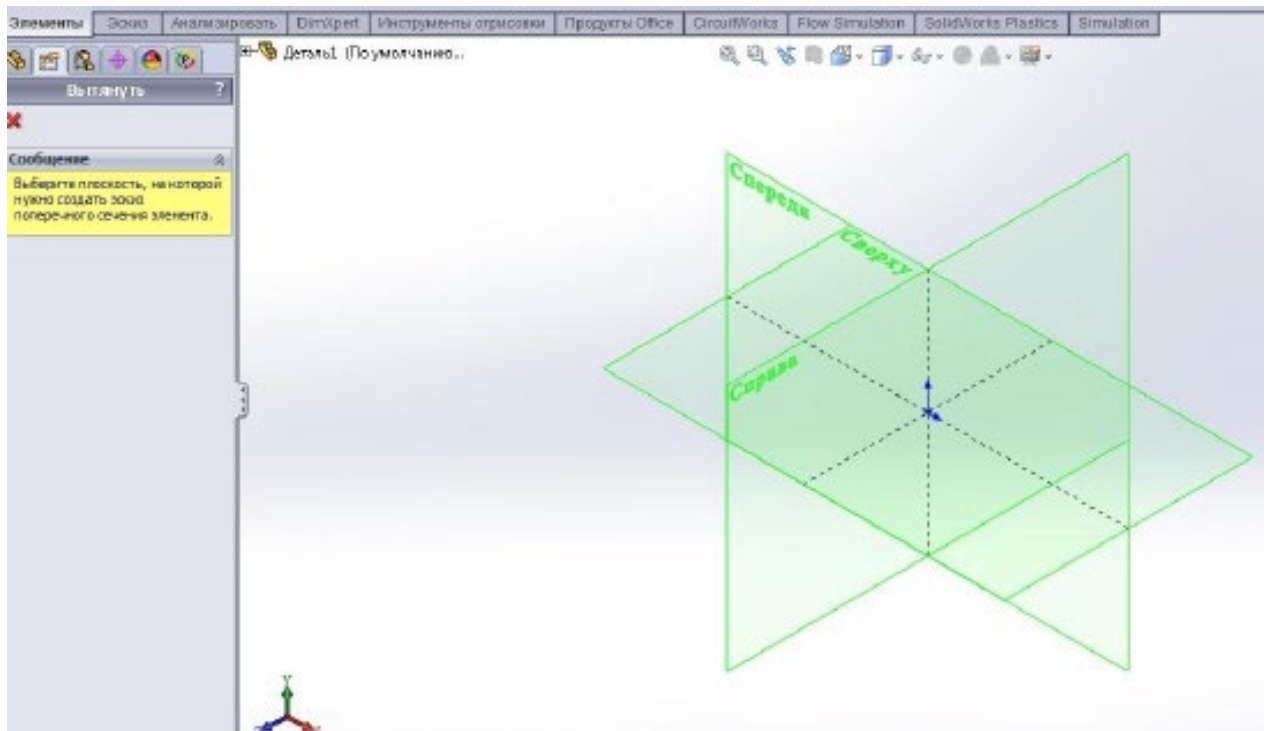 Элементы Эскиз Анализировать DimXpert Инструменты отрисовки Продукты Office CircuitWorks Flow Simulation SolidWorks Plastics Simulation
Деталь1 (По умолчанию...
Вытянуть ?
Сообщение
Выберите плоскость, на которой
нужно создать эскиз
поперечного сечения элемента.
Спереди
Сверху
Справа
Y